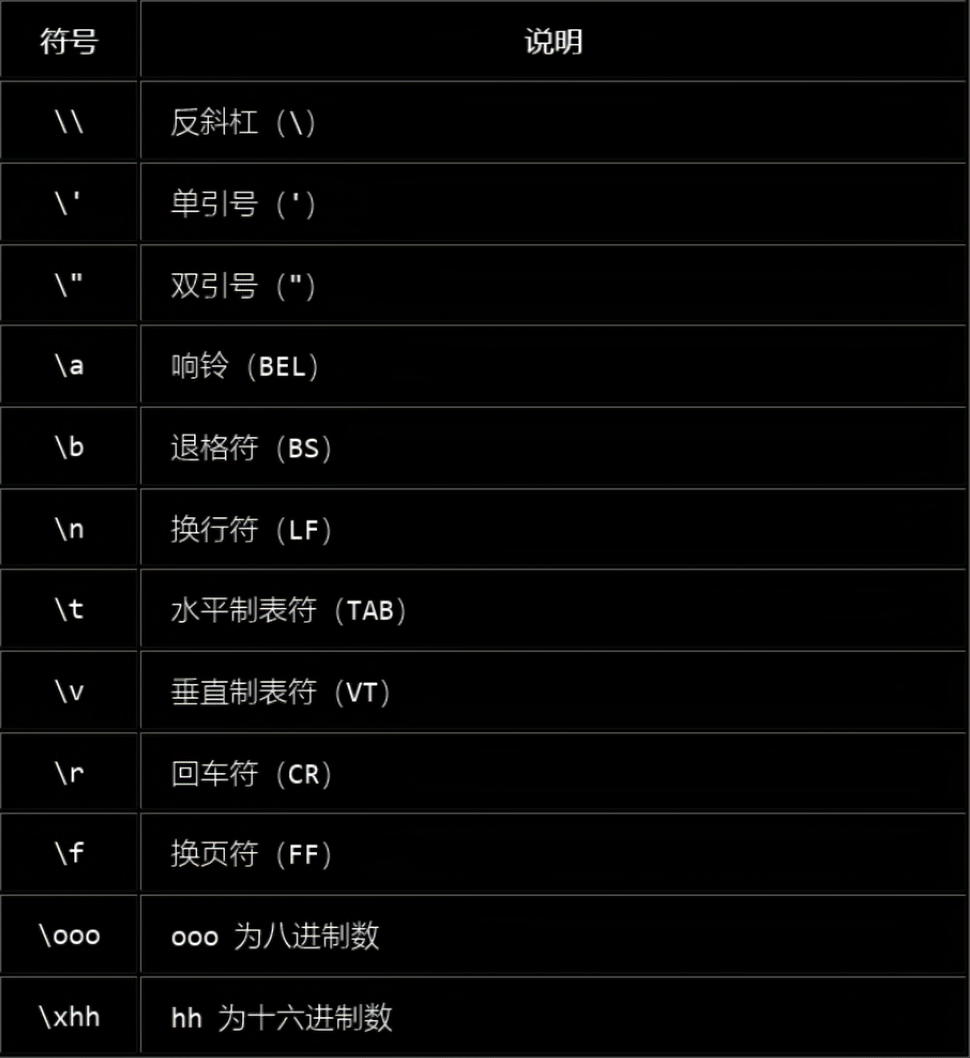 符号 说明
\\ 反斜杠（\）
\' 单引号（'）
\" 双引号（"）
\a 响铃（BEL）
\b 退格符（BS）
\n 换行符（LF）
\t 水平制表符（TAB）
\v 垂直制表符（VT）
\r 回车符（CR）
\f 换页符（FF）
\ooo ooo 为八进制数
\xhh hh 为十六进制数